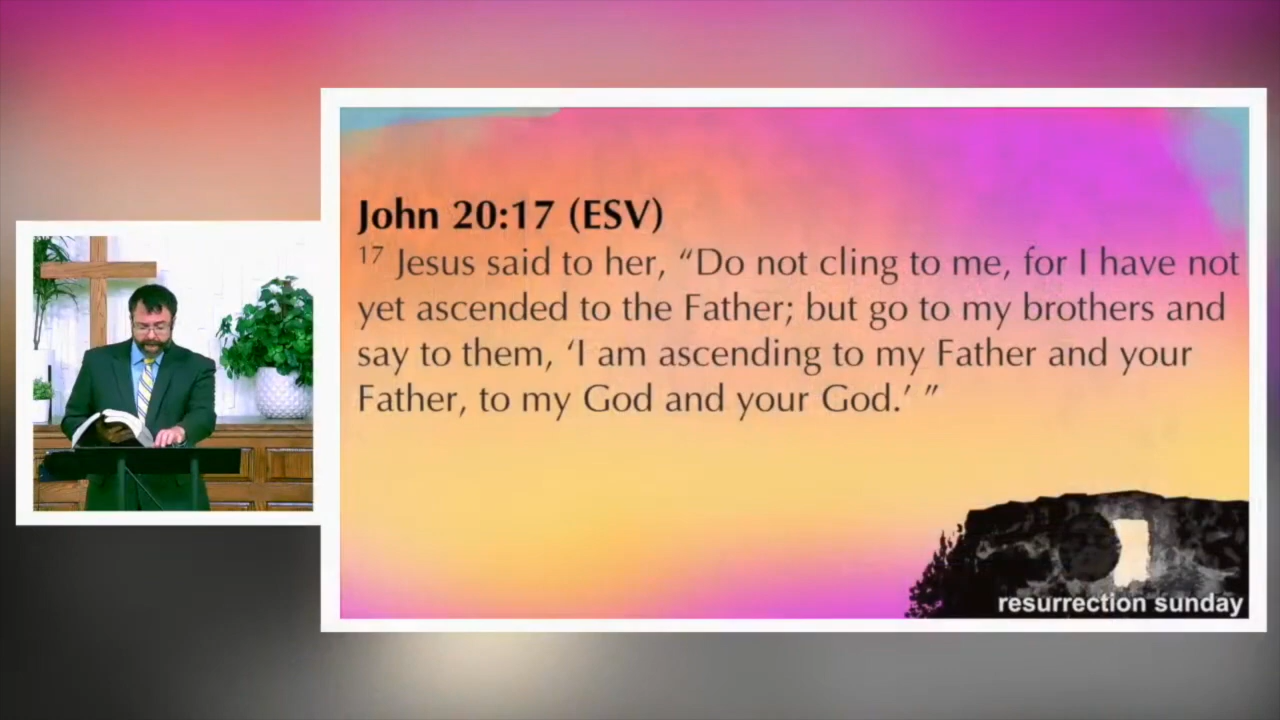 John 20:17 (ESV)
17 Jesus said to her, “Do not cling to me, for I have not
yet ascended to the Father; but go to my brothers and
say to them, ‘I am ascending to my Father and your
Father, to my God and your God.’ ”
resurrection sunday